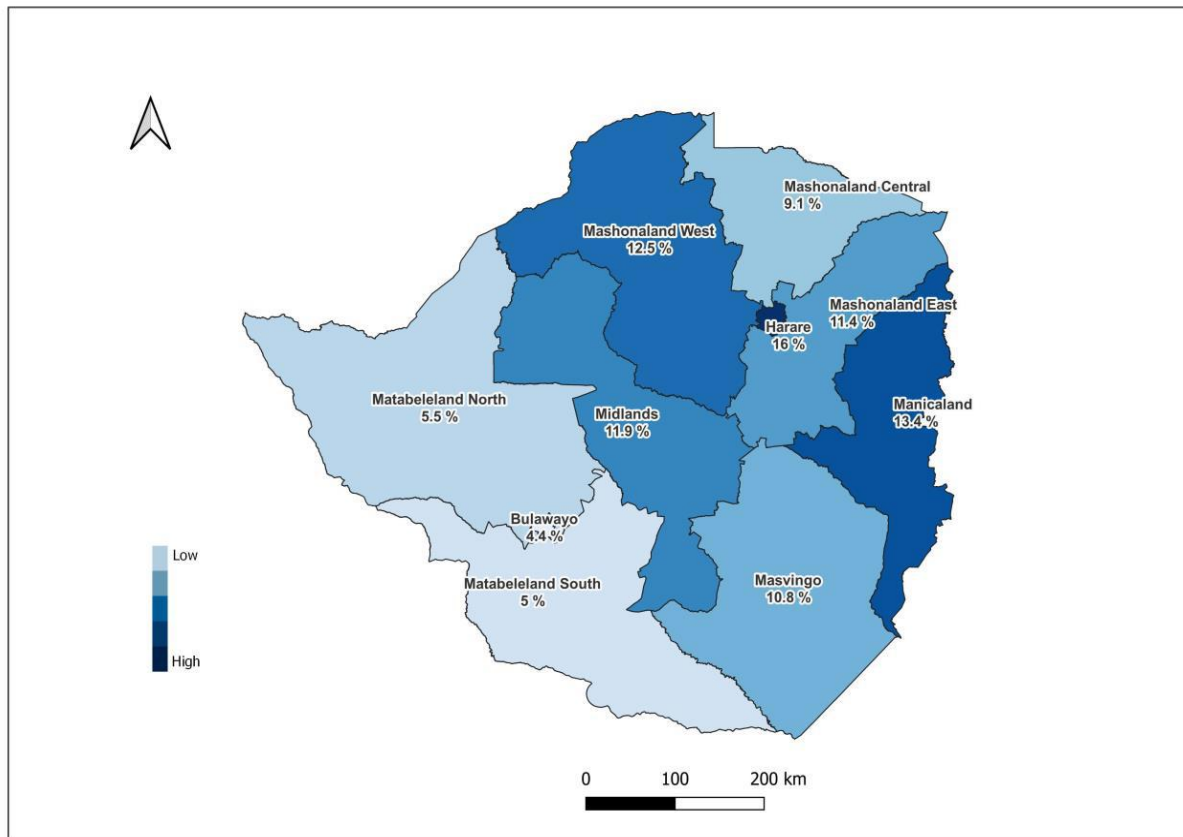 Mashonaland Central
9.1 %
Mashonaland West
12.5 %
Mashonaland East
11.4 %
Harare
16 %
Matabeleland North
5.5 %
Midlands
11.9 %
Manicaland
13.4 %
Bulawayo
4.4 %
Matabeleland South
5 %
Masvingo
10.8 %
Low
High
0 100 200 km